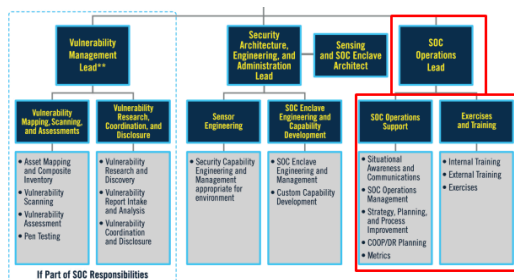 Vulnerability
Management
Lead**
Security
Architecture,
Engineering, and
Administration
Lead
Sensing
and SOC Enclave
Architect
SOC
Operations
Lead
Vulnerability
Mapping, Scanning,
and Assessments
Vulnerability
Research,
Coordination, and
Disclosure
Sensor
Engineering
SOC Enclave
Engineering and
Capability
Development
SOC Operations
Support
Exercises
and Training
• Asset Mapping
and Composite
Inventory
• Vulnerability
Scanning
• Vulnerability
Assessment
• Pen Testing
• Vulnerability
Research and
Discovery
• Vulnerability
Report Intake
and Analysis
• Vulnerability
Coordination
and Disclosure
• Security Capability
Engineering and
Management
appropriate for
environment
• SOC Enclave
Engineering and
Management
• Custom Capability
Development
• Situational
Awareness and
Communications
• SOC Operations
Management
• Strategy, Planning,
and Process
Improvement
• COOP/DR Planning
• Metrics
• Internal Training
• External Training
• Exercises
If Part of SOC Responsibilities